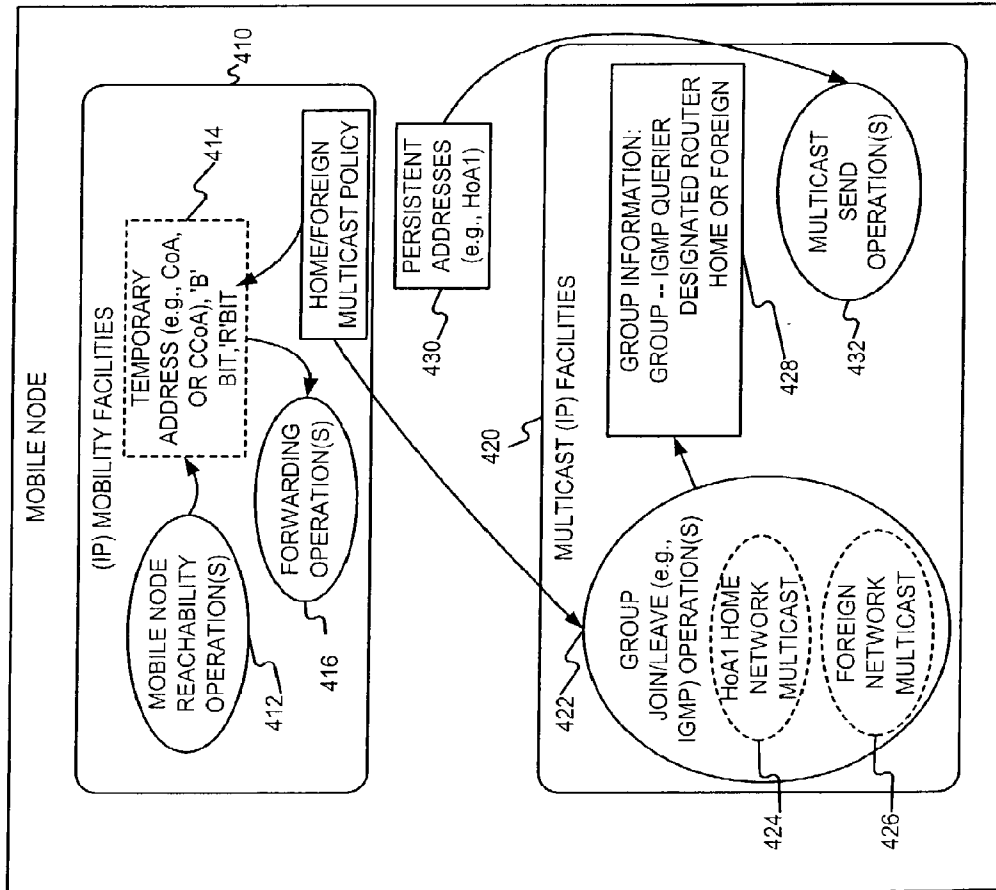 MOBILE NODE
(IP) MOBILITY FACILITIES
410
MOBILE NODE
REACHABILITY
OPERATION(S)
412
TEMPORARY
ADDRESS (e.g., CoA,
OR CCoA), 'B'
BIT, 'R'BIT
414
FORWARDING
OPERATION(S)
416
HOME/FOREIGN
MULTICAST POLICY
PERSISTENT
ADDRESSES
(e.g., HoA1)
430
MULTICAST (IP) FACILITIES
420
GROUP
JOIN/LEAVE (e.g.,
IGMP) OPERATION(S)
422
HoA1 HOME
NETWORK
MULTICAST
424
FOREIGN
NETWORK
MULTICAST
426
GROUP INFORMATION:
GROUP -- IGMP QUERIER
DESIGNATED ROUTER
HOME OR FOREIGN
428
MULTICAST
SEND
OPERATION(S)
432